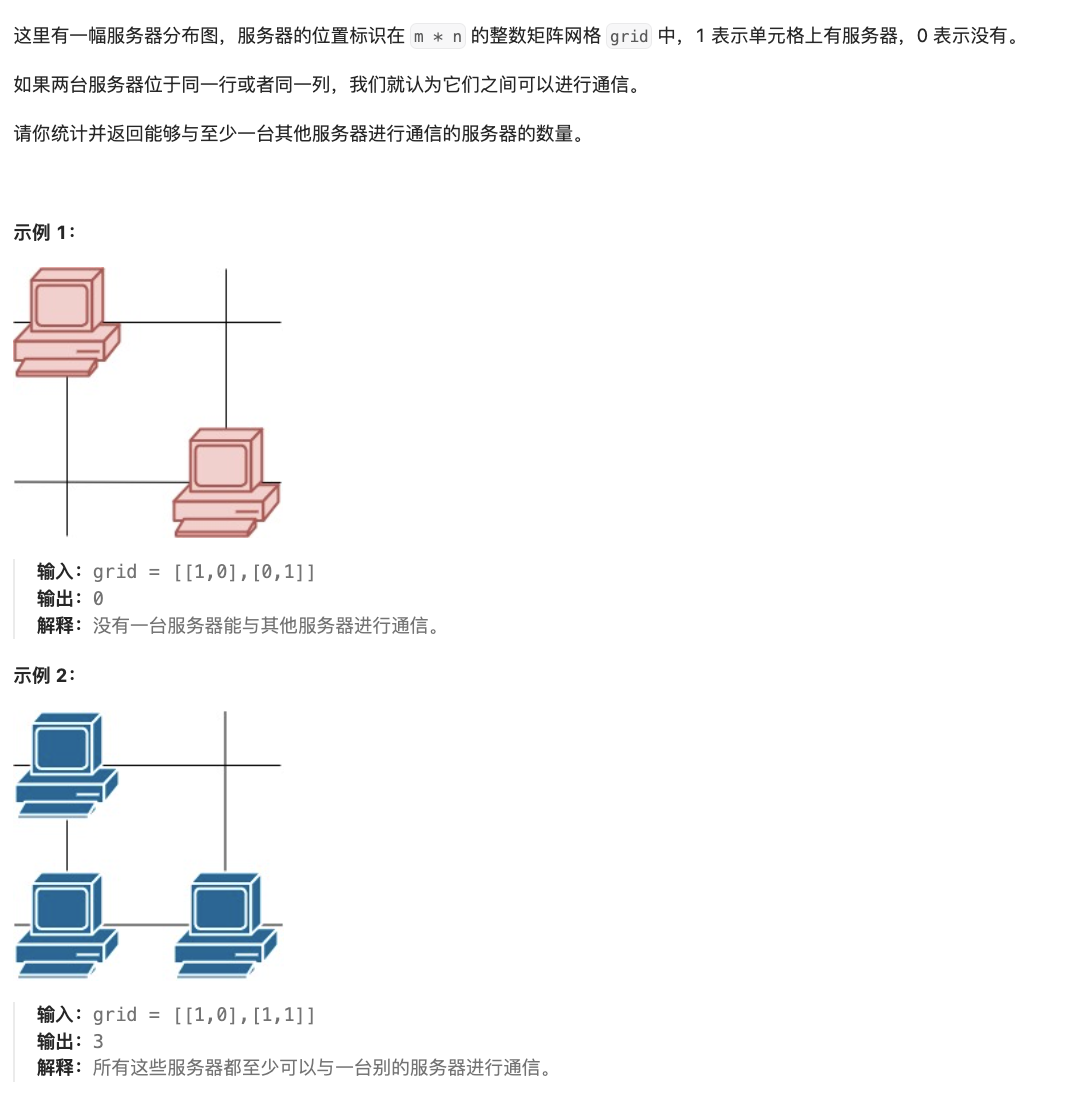 这里有一幅服务器分布图，服务器的位置标识在 m * n 的整数矩阵网格 grid 中，1 表示单元格上有服务器，0 表示没有。
如果两台服务器位于同一行或者同一列，我们就认为它们之间可以进行通信。
请你统计并返回能够与至少一台其他服务器进行通信的服务器的数量。
示例 1：
输入：grid = [[1,0],[0,1]]
输出：0
解释：没有一台服务器能与其他服务器进行通信。
示例 2：
输入：grid = [[1,0],[1,1]]
输出：3
解释：所有这些服务器都至少可以与一台别的服务器进行通信。